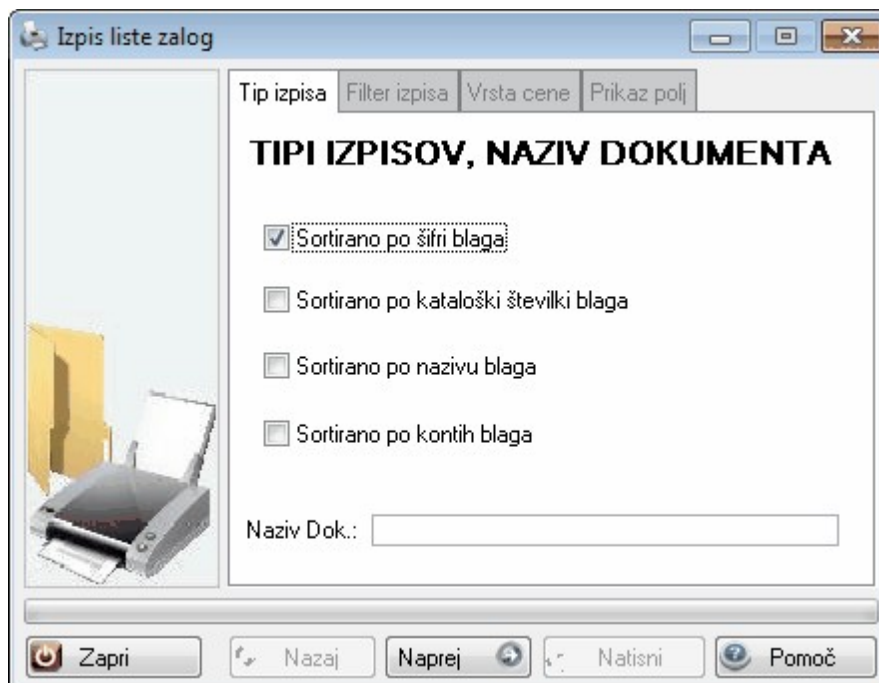 Izpis liste zalog
Tip izpisa Filter izpisa Vrsta cene Prikaz polj
TIPI IZPISOV, NAZIV DOKUMENTA
Sortirano po šifri blaga
Sortirano po kataloški številki blaga
Sortirano po nazivu blaga
Sortirano po kontih blaga
Naziv Dok.:
Zapri Nazaj Naprej Natisni Pomoč